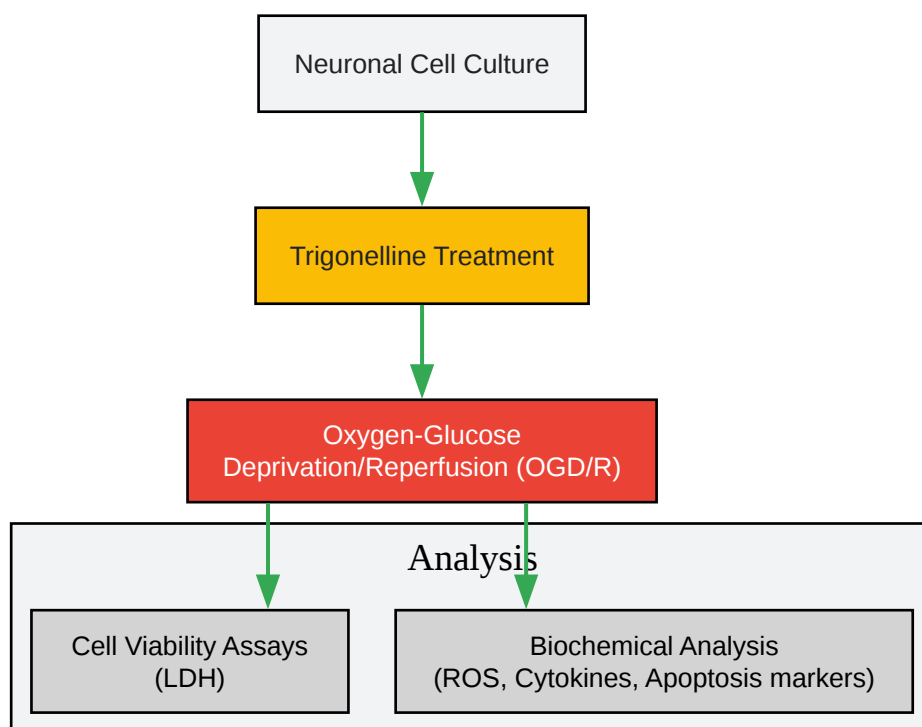 Neuronal Cell Culture
Trigonelline Treatment
Oxygen-Glucose
Deprivation/Reperfusion (OGD/R)
Analysis
Cell Viability Assays
(LDH)
Biochemical Analysis
(ROS, Cytokines, Apoptosis markers)